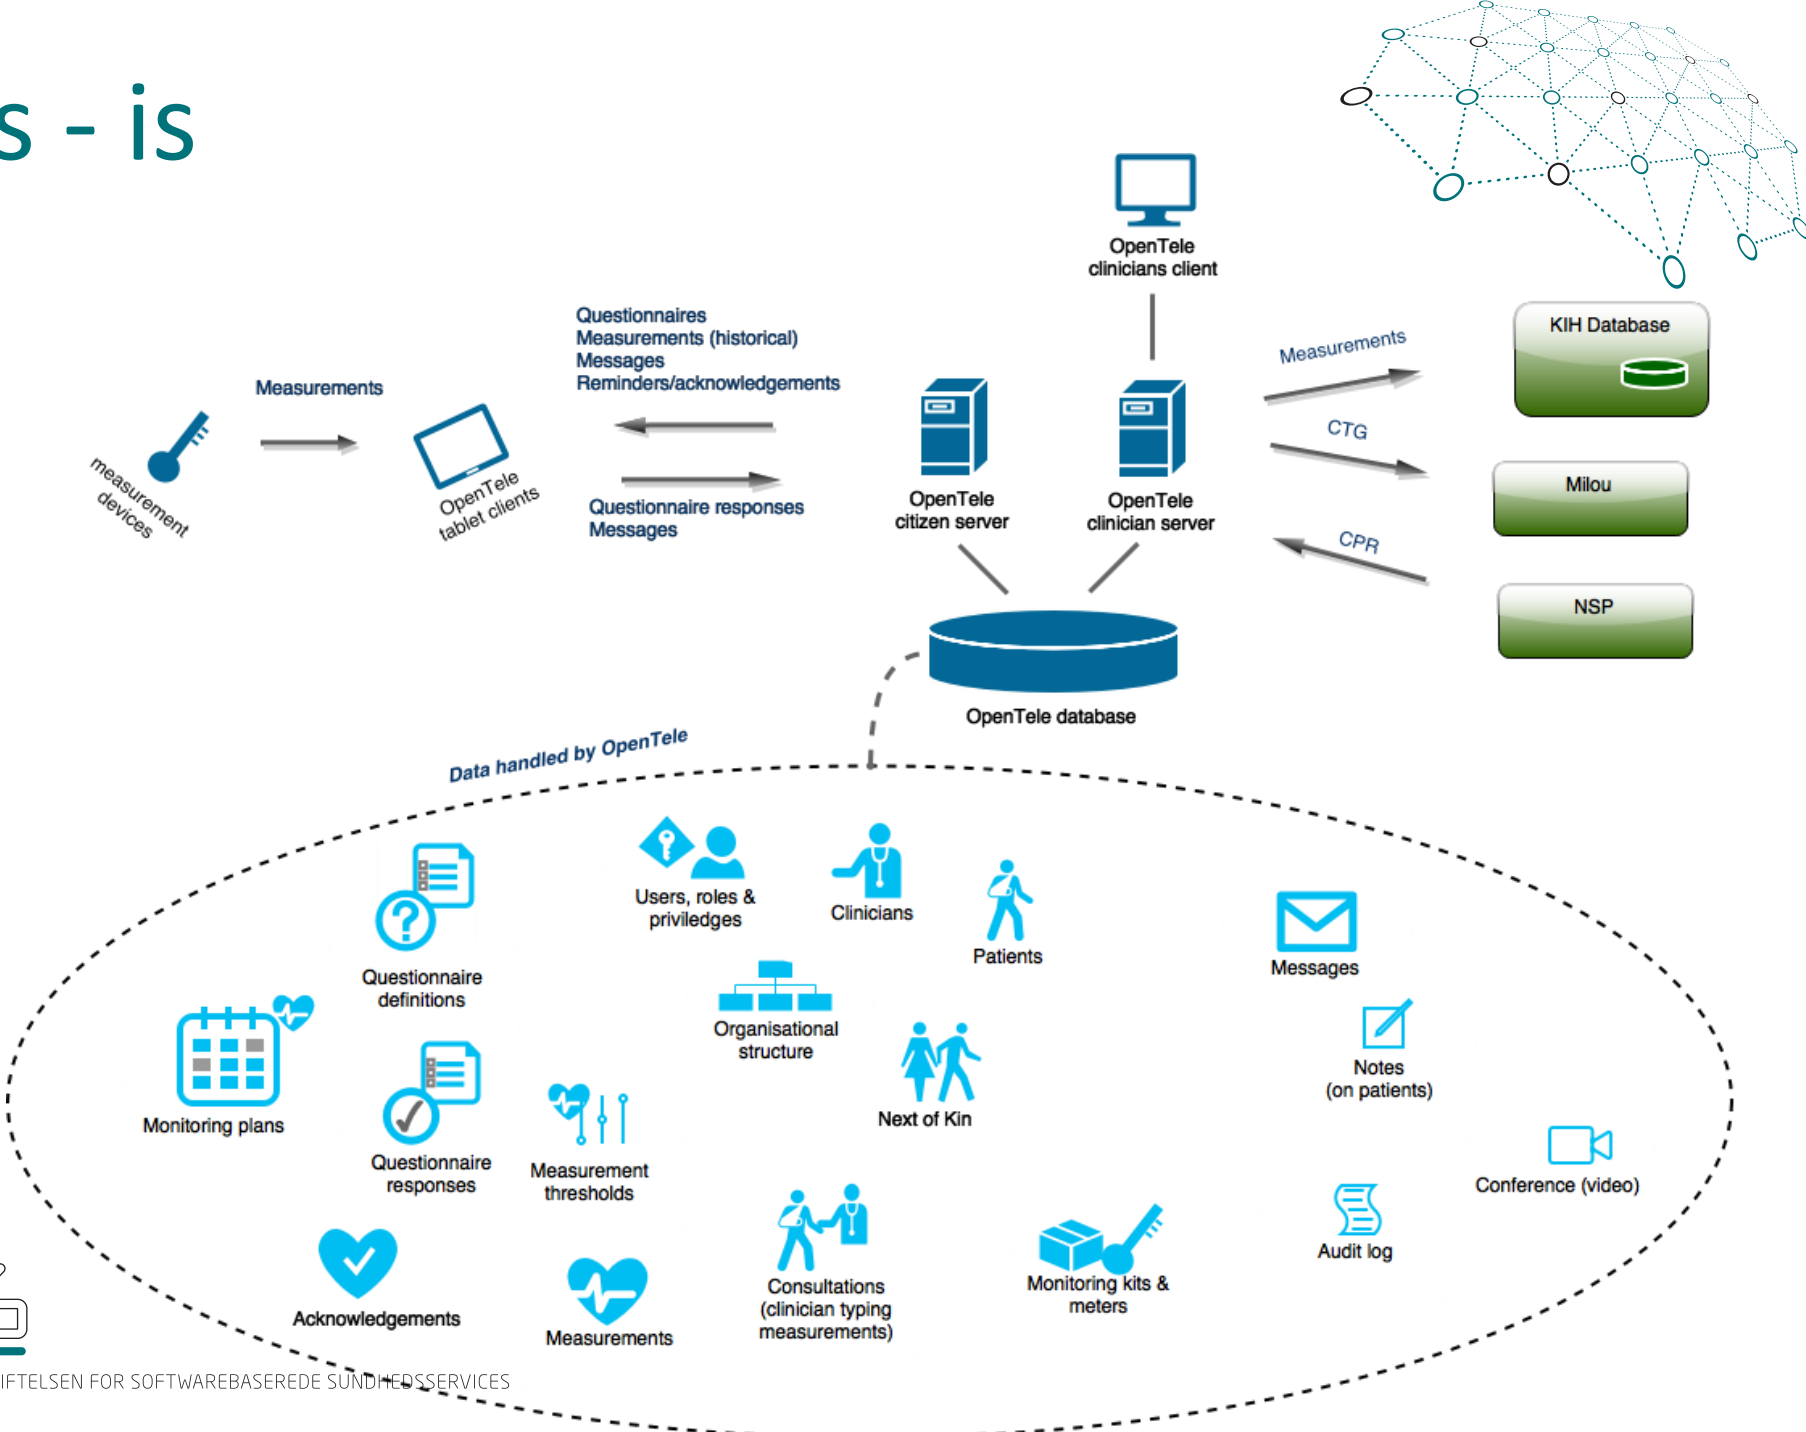 s - is
OpenTele
clinicians client
Questionnaires
Measurements (historical)
Messages
Reminders/acknowledgements
Measurements
measurement
devices
OpenTele
tablet clients
Questionnaire responses
Messages
OpenTele
citizen server
OpenTele
clinician server
Measurements
CTG
CPR
KIH Database
Milou
NSP
OpenTele database
Data handled by OpenTele
Users, roles &
priviledges
Clinicians
Patients
Messages
Questionnaire
definitions
Organisational
structure
Notes
(on patients)
Monitoring plans
Next of Kin
Questionnaire
responses
Measurement
thresholds
Conference (video)
Audit log
Acknowledgements
Measurements
Consultations
(clinician typing
measurements)
Monitoring kits &
meters
IFTELSEN FOR SOFTWAREBASEREDE SUNDHEDSSERVICES